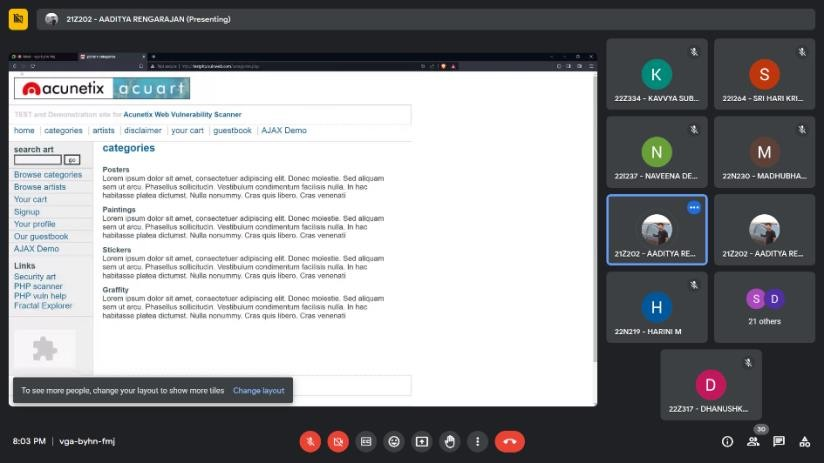 21Z202 - AADITYA RENGARAJAN (Presenting)
acunetix acuart
TEST and Demonstration site for Acunetix Web Vulnerability Scanner
home categories artists disclaimer your cart guestbook AJAX Demo
search art
go
Browse categories
Browse artists
Your cart
Signup
Your profile
Our guestbook
AJAX Demo
Links
Security art
PHP scanner
PHP vuln help
Fractal Explorer
categories
Posters
Lorem ipsum dolor sit amet, consectetuer adipiscing elit. Donec molestie. Sed aliquam
sem ut arcu. Phasellus sollicitudin. Vestibulum condimentum facilisis nulla. In hac
habitasse platea dictumst. Nulla nonummy. Cras quis libero. Cras venenati
Paintings
Lorem ipsum dolor sit amet, consectetuer adipiscing elit. Donec molestie. Sed aliquam
sem ut arcu. Phasellus sollicitudin. Vestibulum condimentum facilisis nulla. In hac
habitasse platea dictumst. Nulla nonummy. Cras quis libero. Cras venenati
Stickers
Lorem ipsum dolor sit amet, consectetuer adipiscing elit. Donec molestie. Sed aliquam
sem ut arcu. Phasellus sollicitudin. Vestibulum condimentum facilisis nulla. In hac
habitasse platea dictumst. Nulla nonummy. Cras quis libero. Cras venenati
Graffity
Lorem ipsum dolor sit amet, consectetuer adipiscing elit. Donec molestie. Sed aliquam
sem ut arcu. Phasellus sollicitudin. Vestibulum condimentum facilisis nulla. In hac
habitasse platea dictumst. Nulla nonummy. Cras quis libero. Cras venenati
To see more people, change your layout to show more tiles Change layout
K
22Z334 - KAVVYA SUB...
S
22I264 - SRI HARI KRI...
N
22I237 - NAVEENA DE...
M
22N230 - MADHUBHA...
21Z202 - AADITYA RE...
21Z202 - AADITYA RE...
H
22N219 - HARINI M
S D
21 others
D
22Z317 - DHANUSHK...
8:03 PM | vga-byhn-fmj
30